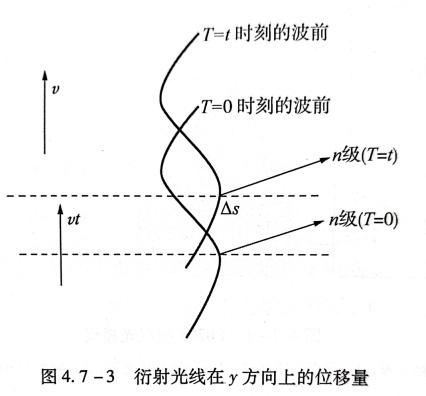 T=t 时刻的波前
v
T=0 时刻的波前
n级(T=t)
Δs
vt
n级(T=0)
图 4.7-3 衍射光线在 y 方向上的位移量